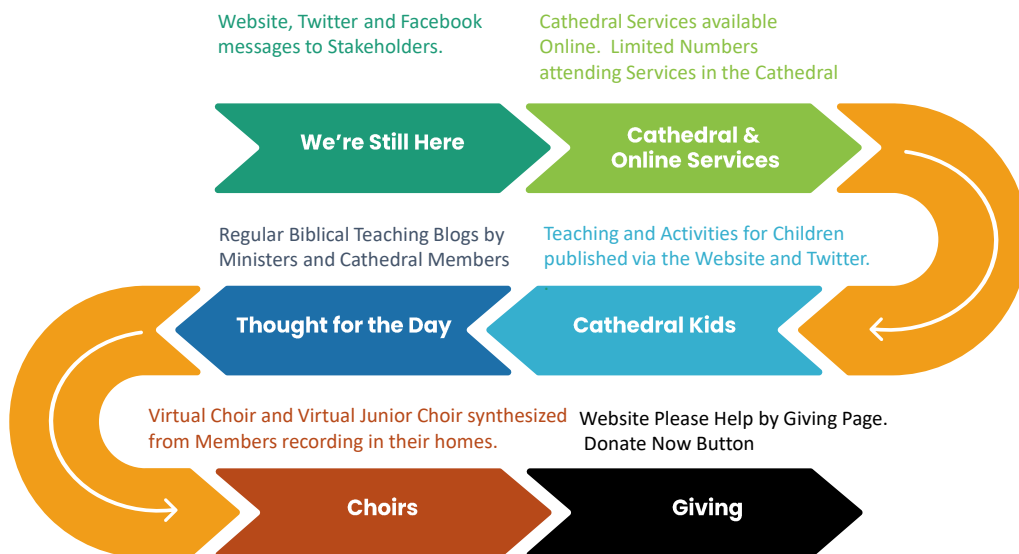 Website, Twitter and Facebook
messages to Stakeholders.
Cathedral Services available
Online.  Limited Numbers
attending Services in the Cathedral
We’re Still Here
Cathedral &
Online Services
Regular Biblical Teaching Blogs by
Ministers and Cathedral Members
Teaching and Activities for Children
published via the Website and Twitter.
.
Thought for the Day
Cathedral Kids
Virtual Choir and Virtual Junior Choir synthesized
from Members recording in their homes.
Website Please Help by Giving Page.
Donate Now Button
Choirs
Giving